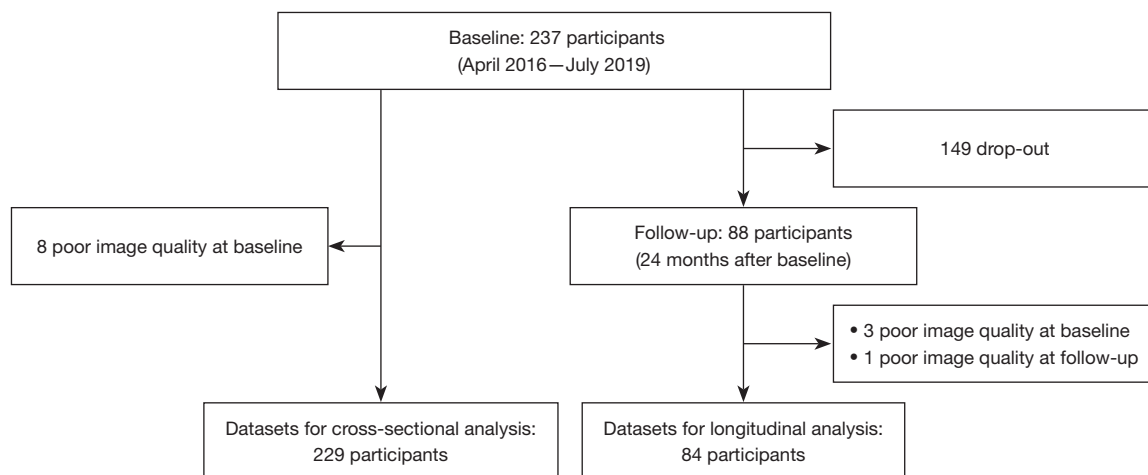 Baseline: 237 participants
(April 2016—July 2019)
149 drop-out
8 poor image quality at baseline
Follow-up: 88 participants
(24 months after baseline)
• 3 poor image quality at baseline
• 1 poor image quality at follow-up
Datasets for cross-sectional analysis:
229 participants
Datasets for longitudinal analysis:
84 participants